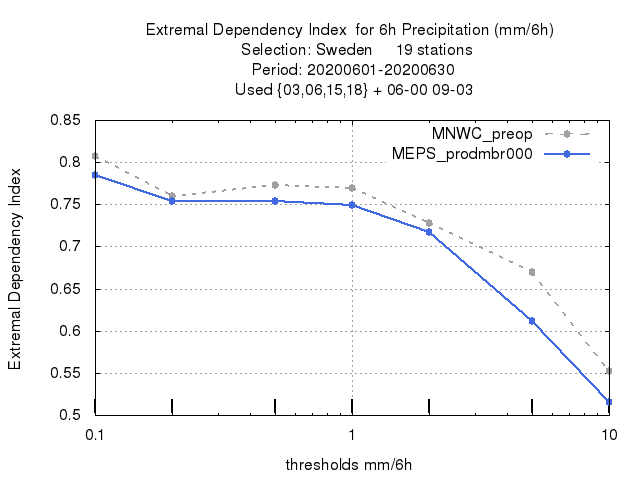 Extremal Dependency Index  for 6h Precipitation (mm/6h)
Selection: Sweden     19 stations
Period: 20200601-20200630
Used {03,06,15,18} + 06-00 09-03
MNWC_preop
MEPS_prodmbr000
Extremal Dependency Index
0.85
0.8
0.75
0.7
0.65
0.6
0.55
0.5
0.1 1 10
thresholds mm/6h